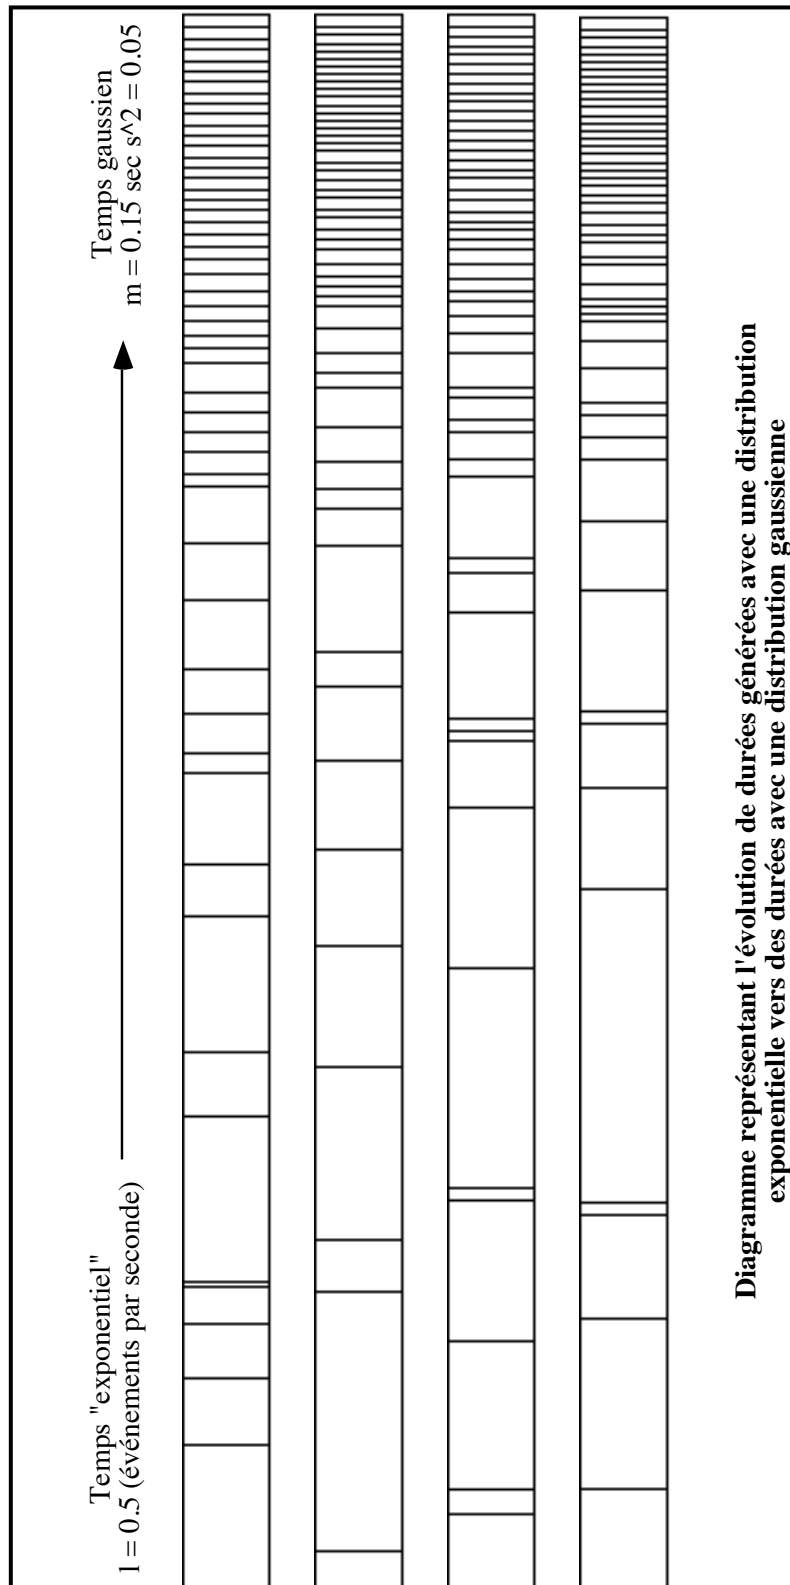 Temps "exponentiel"
l = 0.5 (événements par seconde)
Temps gaussien
m = 0.15 sec s^2 = 0.05
Diagramme représentant l'évolution de durées générées avec une distribution
exponentielle vers des durées avec une distribution gaussienne